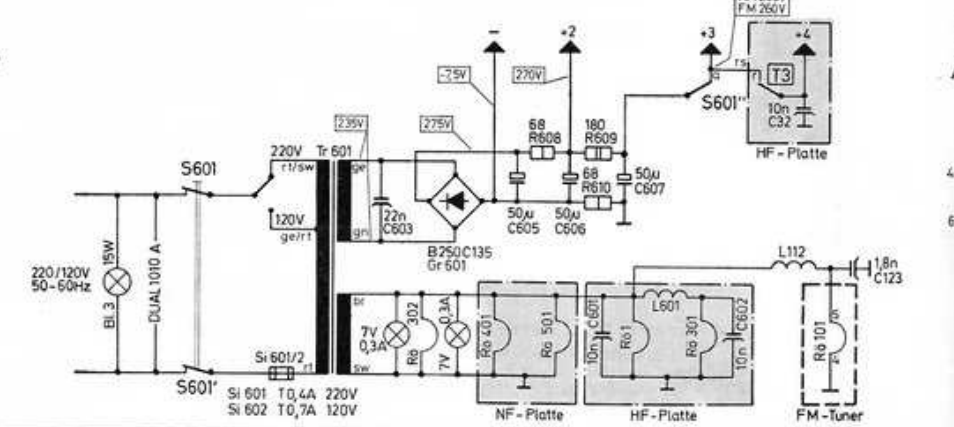 FM 260V
-
+2
+3
+4
-7,5V
270V
rs
T3
S601''
10n
C32
HF-Platte
235V
275V
68
R608
180
R609
220V
Tr 601
S601
rt/sw
ge
22n
C603
120V
ge/rt
gn
50µ
C605
50µ
C606
68
R610
50µ
C607
B250C135
Gr 601
220/120V
50-60Hz
Bl.3
15W
DUAL 1010 A
S601'
Si 601/2
rt
Si 601 T0,4A 220V
Si 602 T0,7A 120V
br
sw
7V
0,3A
Rö 302
0,3A
7V
Rö 401
Rö 501
NF-Platte
C601
10n
Rö 1
L601
Rö 301
C602
10n
HF-Platte
L112
1,8n
C123
Rö 101
FM-Tuner